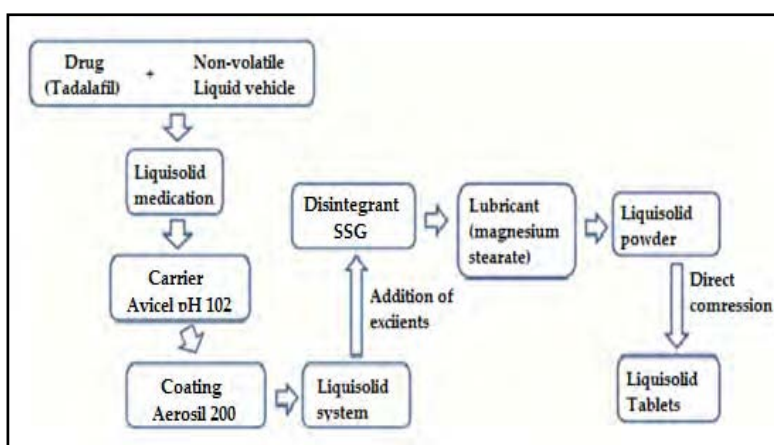 Drug + Non-volatile
(Tadalafil) Liquid vehicle
Liquisolid
medication
Carrier
Avicel pH 102
Coating
Aerosil 200
Liquisolid
system
Addition of
exciients
Disintegrant
SSG
Lubricant
(magnesium
stearate)
Liquisolid
powder
Direct
comression
Liquisolid
Tablets